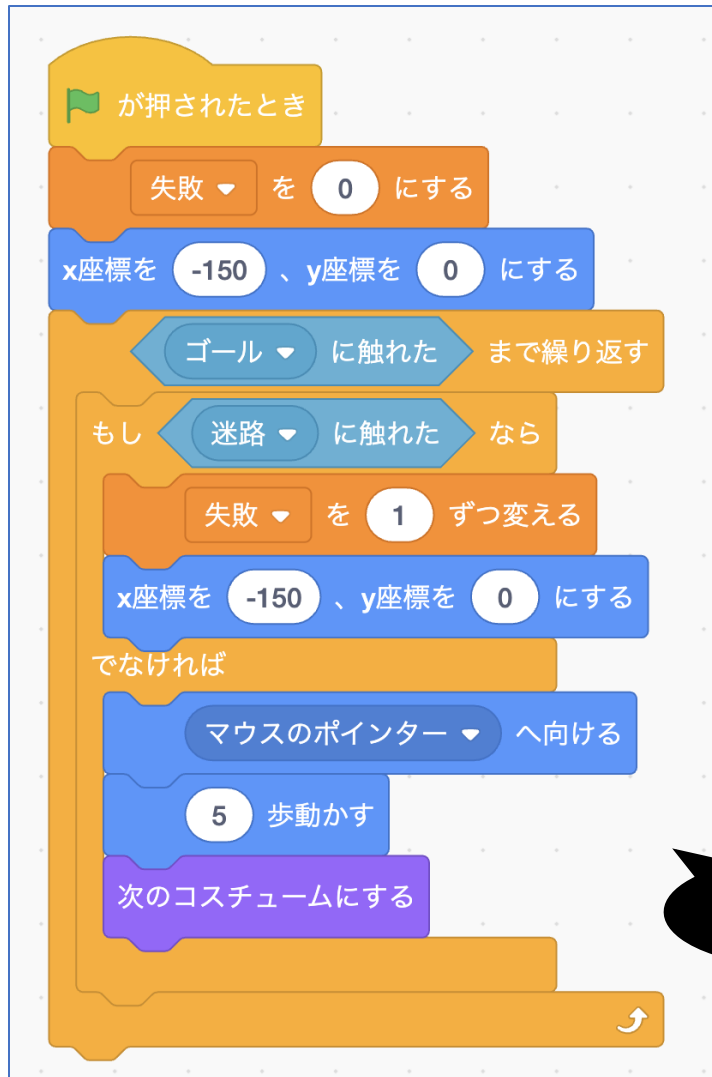 が押されたとき
失敗 を 0 にする
x座標を -150 、y座標を 0 にする
ゴール に触れた まで繰り返す
もし 迷路 に触れた なら
失敗 を 1 ずつ変える
x座標を -150 、y座標を 0 にする
でなければ
マウスのポインター へ向ける
5 歩動かす
次のコスチュームにする